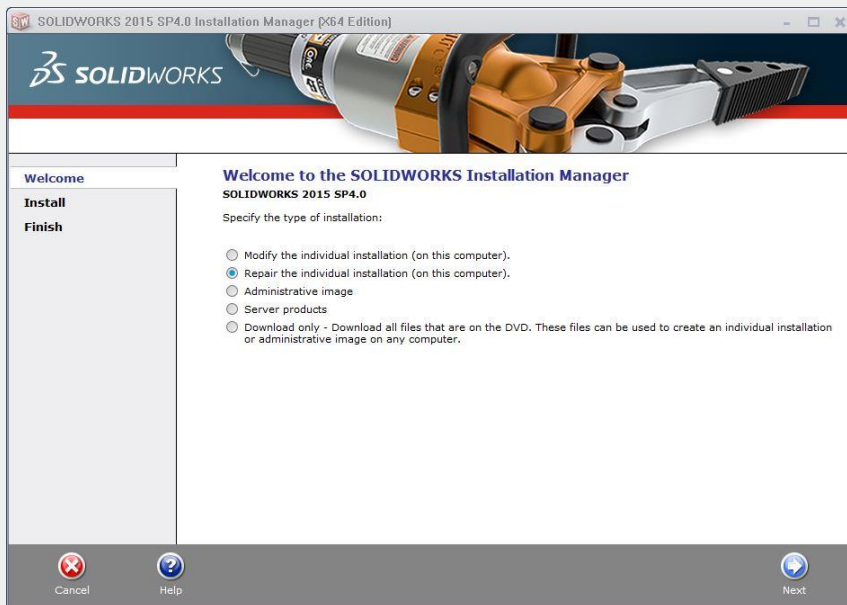 SOLIDWORKS 2015 SP4.0 Installation Manager (X64 Edition)
SOLIDWORKS
Welcome
Install
Finish
Welcome to the SOLIDWORKS Installation Manager
SOLIDWORKS 2015 SP4.0
Specify the type of installation:
Modify the individual installation (on this computer).
Repair the individual installation (on this computer).
Administrative image
Server products
Download only - Download all files that are on the DVD. These files can be used to create an individual installation
or administrative image on any computer.
Cancel
Help
Next